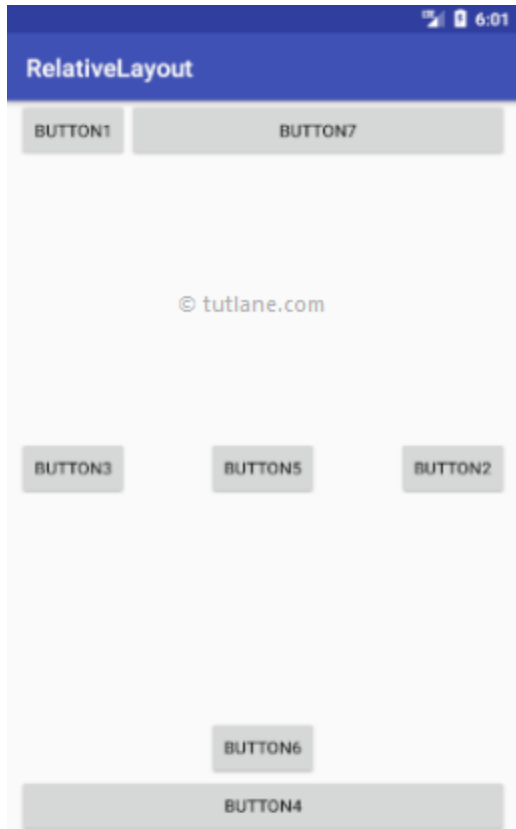 6:01
RelativeLayout
BUTTON1 BUTTON7
© tutlane.com
BUTTON3 BUTTON5 BUTTON2
BUTTON6
BUTTON4